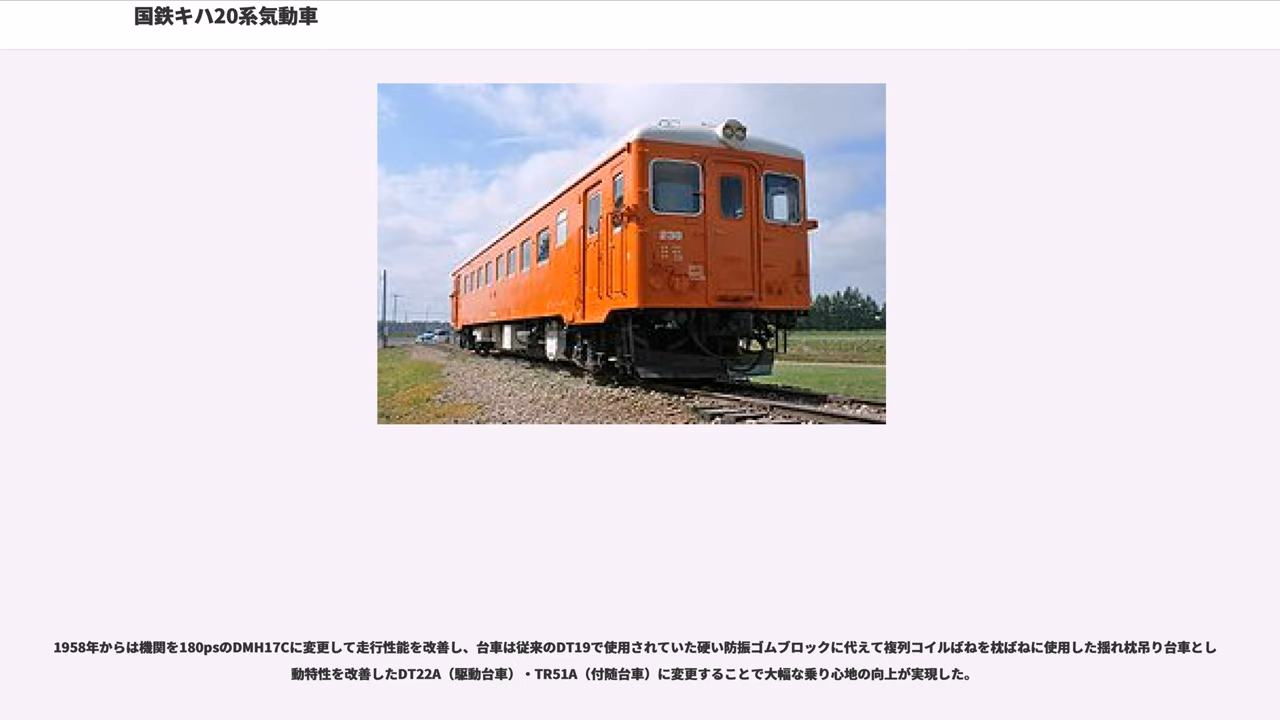 国鉄キハ20系気動車
1958年からは機関を180psのDMH17Cに変更して走行性能を改善し、台車は従来のDT19で使用されていた硬い防振ゴムブロックに代えて複列コイルばねを枕ばねに使用した揺れ枕吊り台車とし
動特性を改善したDT22A（駆動台車）・TR51A（付随台車）に変更することで大幅な乗り心地の向上が実現した。